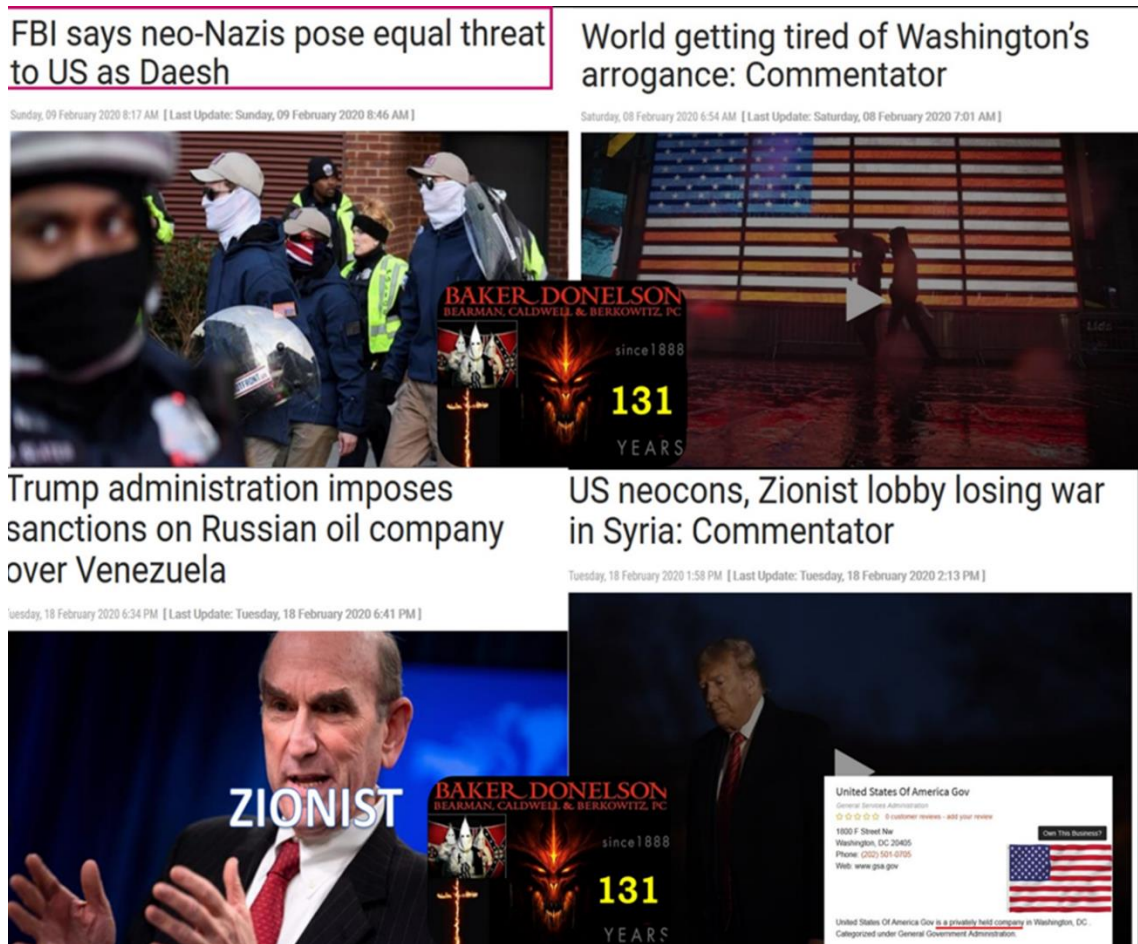 FBI says neo-Nazis pose equal threat
to US as Daesh
Sunday, 09 February 2020 8:17 AM [ Last Update: Sunday, 09 February 2020 8:46 AM ]
World getting tired of Washington's
arrogance: Commentator
Saturday, 08 February 2020 6:54 AM [ Last Update: Saturday, 08 February 2020 7:01 AM ]
BAKER DONELSON
BEARMAN, CALDWELL & BERKOWITZ, PC
since1888
131
YEARS
Trump administration imposes
sanctions on Russian oil company
over Venezuela
uesday, 18 February 2020 6:34 PM [ Last Update: Tuesday, 18 February 2020 6:41 PM ]
US neocons, Zionist lobby losing war
in Syria: Commentator
Tuesday, 18 February 2020 1:58 PM [ Last Update: Tuesday, 18 February 2020 2:13 PM ]
ZIONIST
BAKER DONELSON
BEARMAN, CALDWELL & BERKOWITZ, PC
since1888
131
YEARS
United States Of America Gov
General Services Administration
0 customer reviews - add your review
1800 F Street Nw
Washington, DC 20405
Phone: (202) 501-0705
Web: www.gsa.gov
Own This Business?
United States Of America Gov is a privately held company in Washington, DC .
Categorized under General Government Administration.